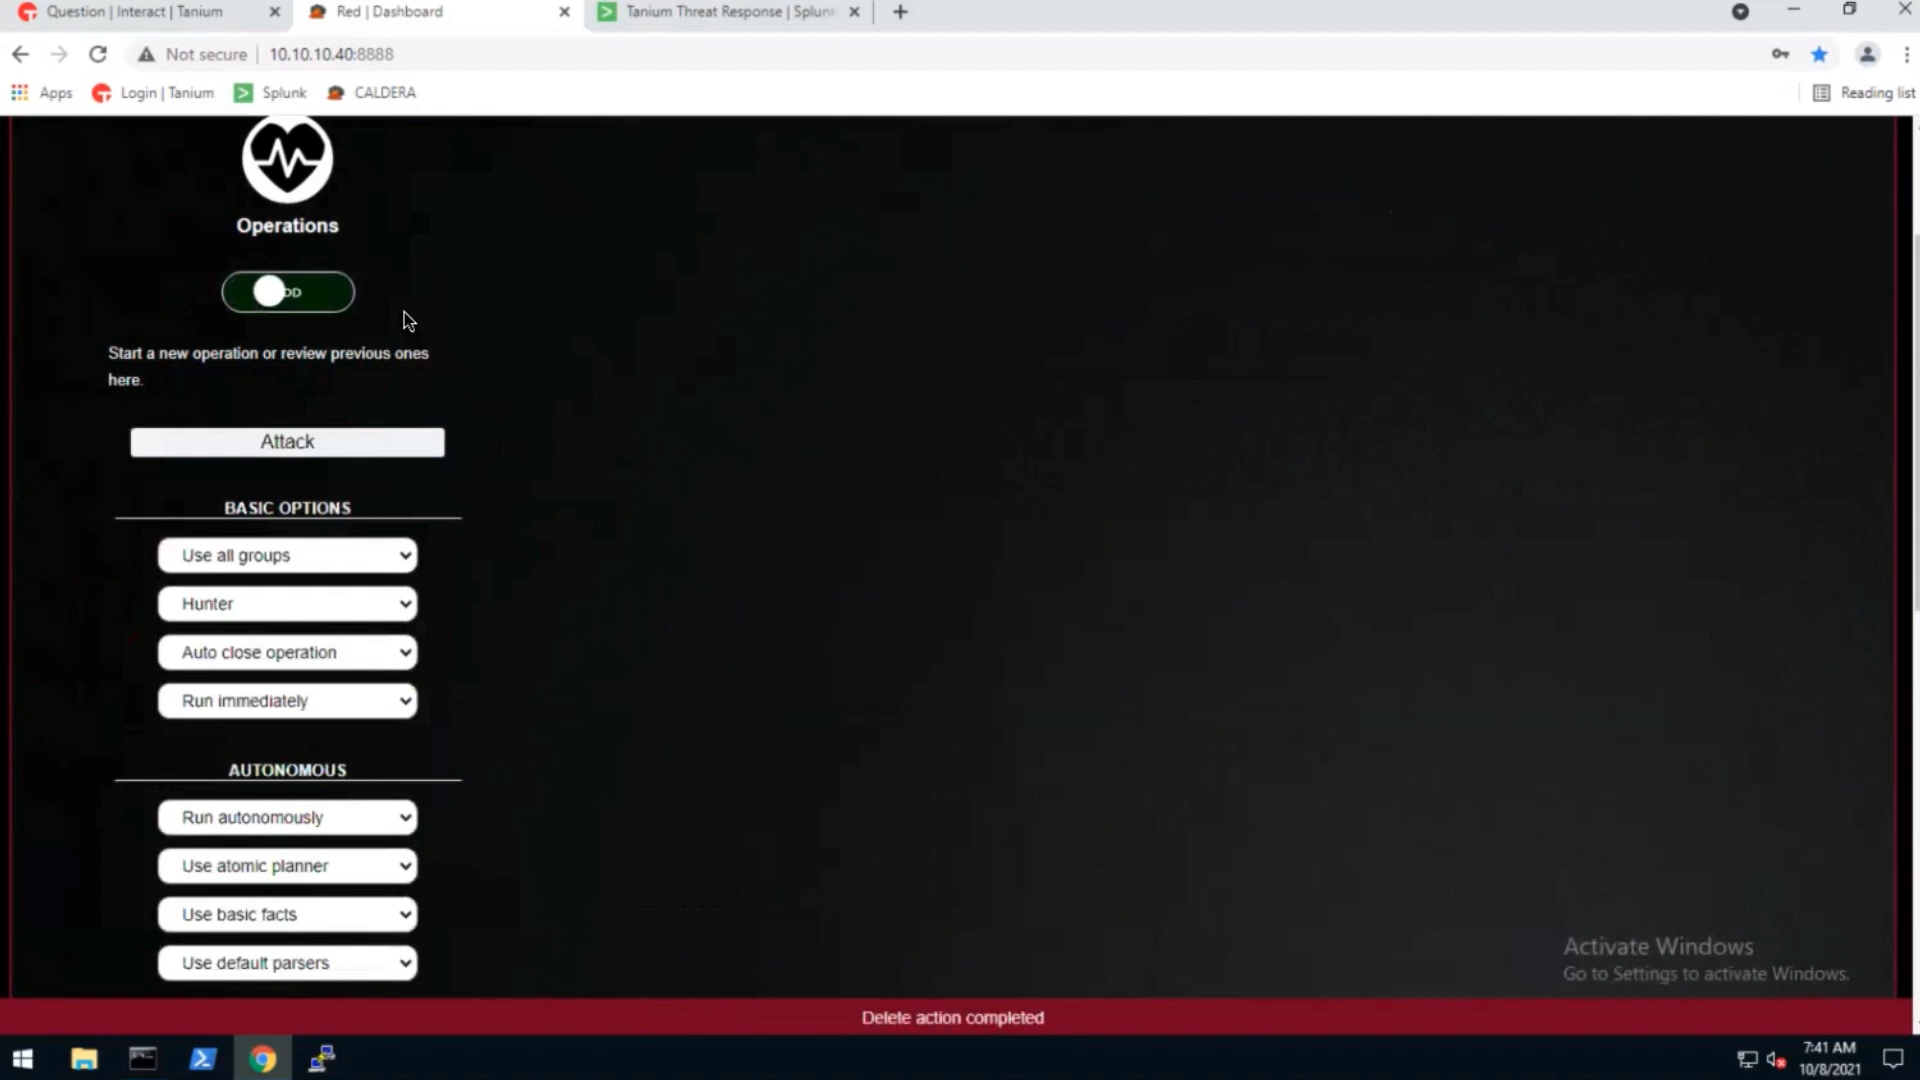 Question | Interact | Tanium
Red | Dashboard
Tanium Threat Response | Splun
Not secure
10.10.10.40:8888
Apps
Login | Tanium
Splunk
CALDERA
Reading list
Operations
Start a new operation or review previous ones
here.
Attack
BASIC OPTIONS
Use all groups
Hunter
Auto close operation
Run immediately
AUTONOMOUS
Run autonomously
Use atomic planner
Use basic facts
Use default parsers
Activate Windows
Go to Settings to activate Windows.
Delete action completed
7:41 AM
10/8/2021